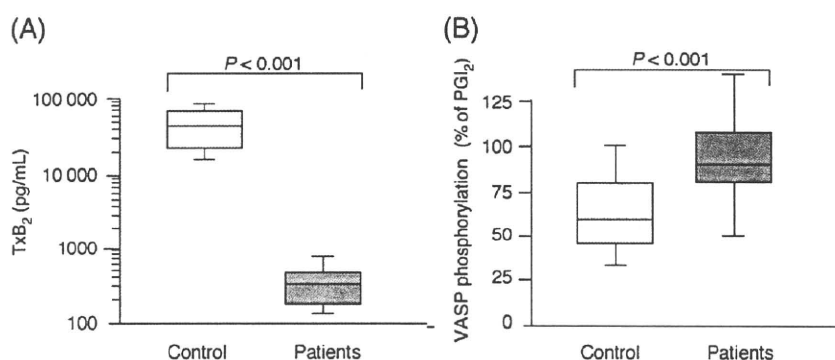 (A)
P < 0.001
TxB₂ (pg/mL)
100 000
10 000
1000
100
Control
Patients
(B)
P < 0.001
VASP phosphorylation (% of PGI₂)
125
100
75
50
25
0
Control
Patients